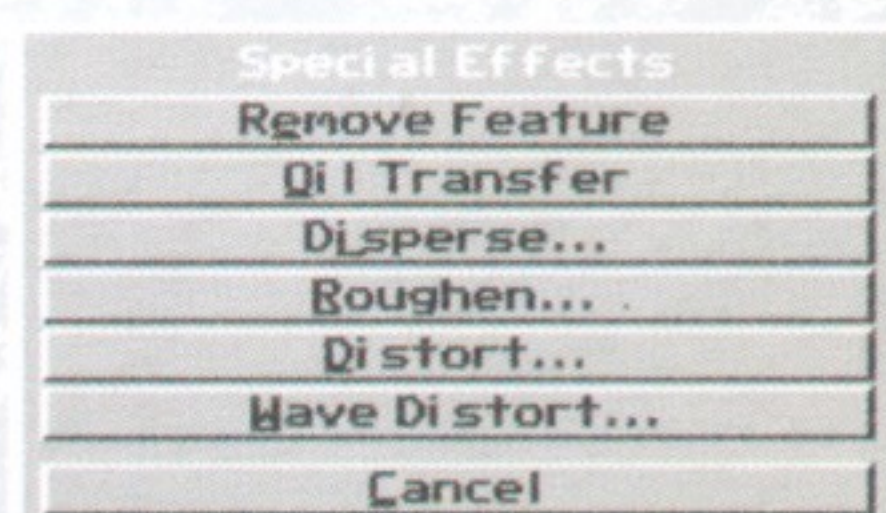 Special Effects
Remove Feature
Oil Transfer
Disperse...
Roughen...
Distort...
Wave Distort...
Cancel